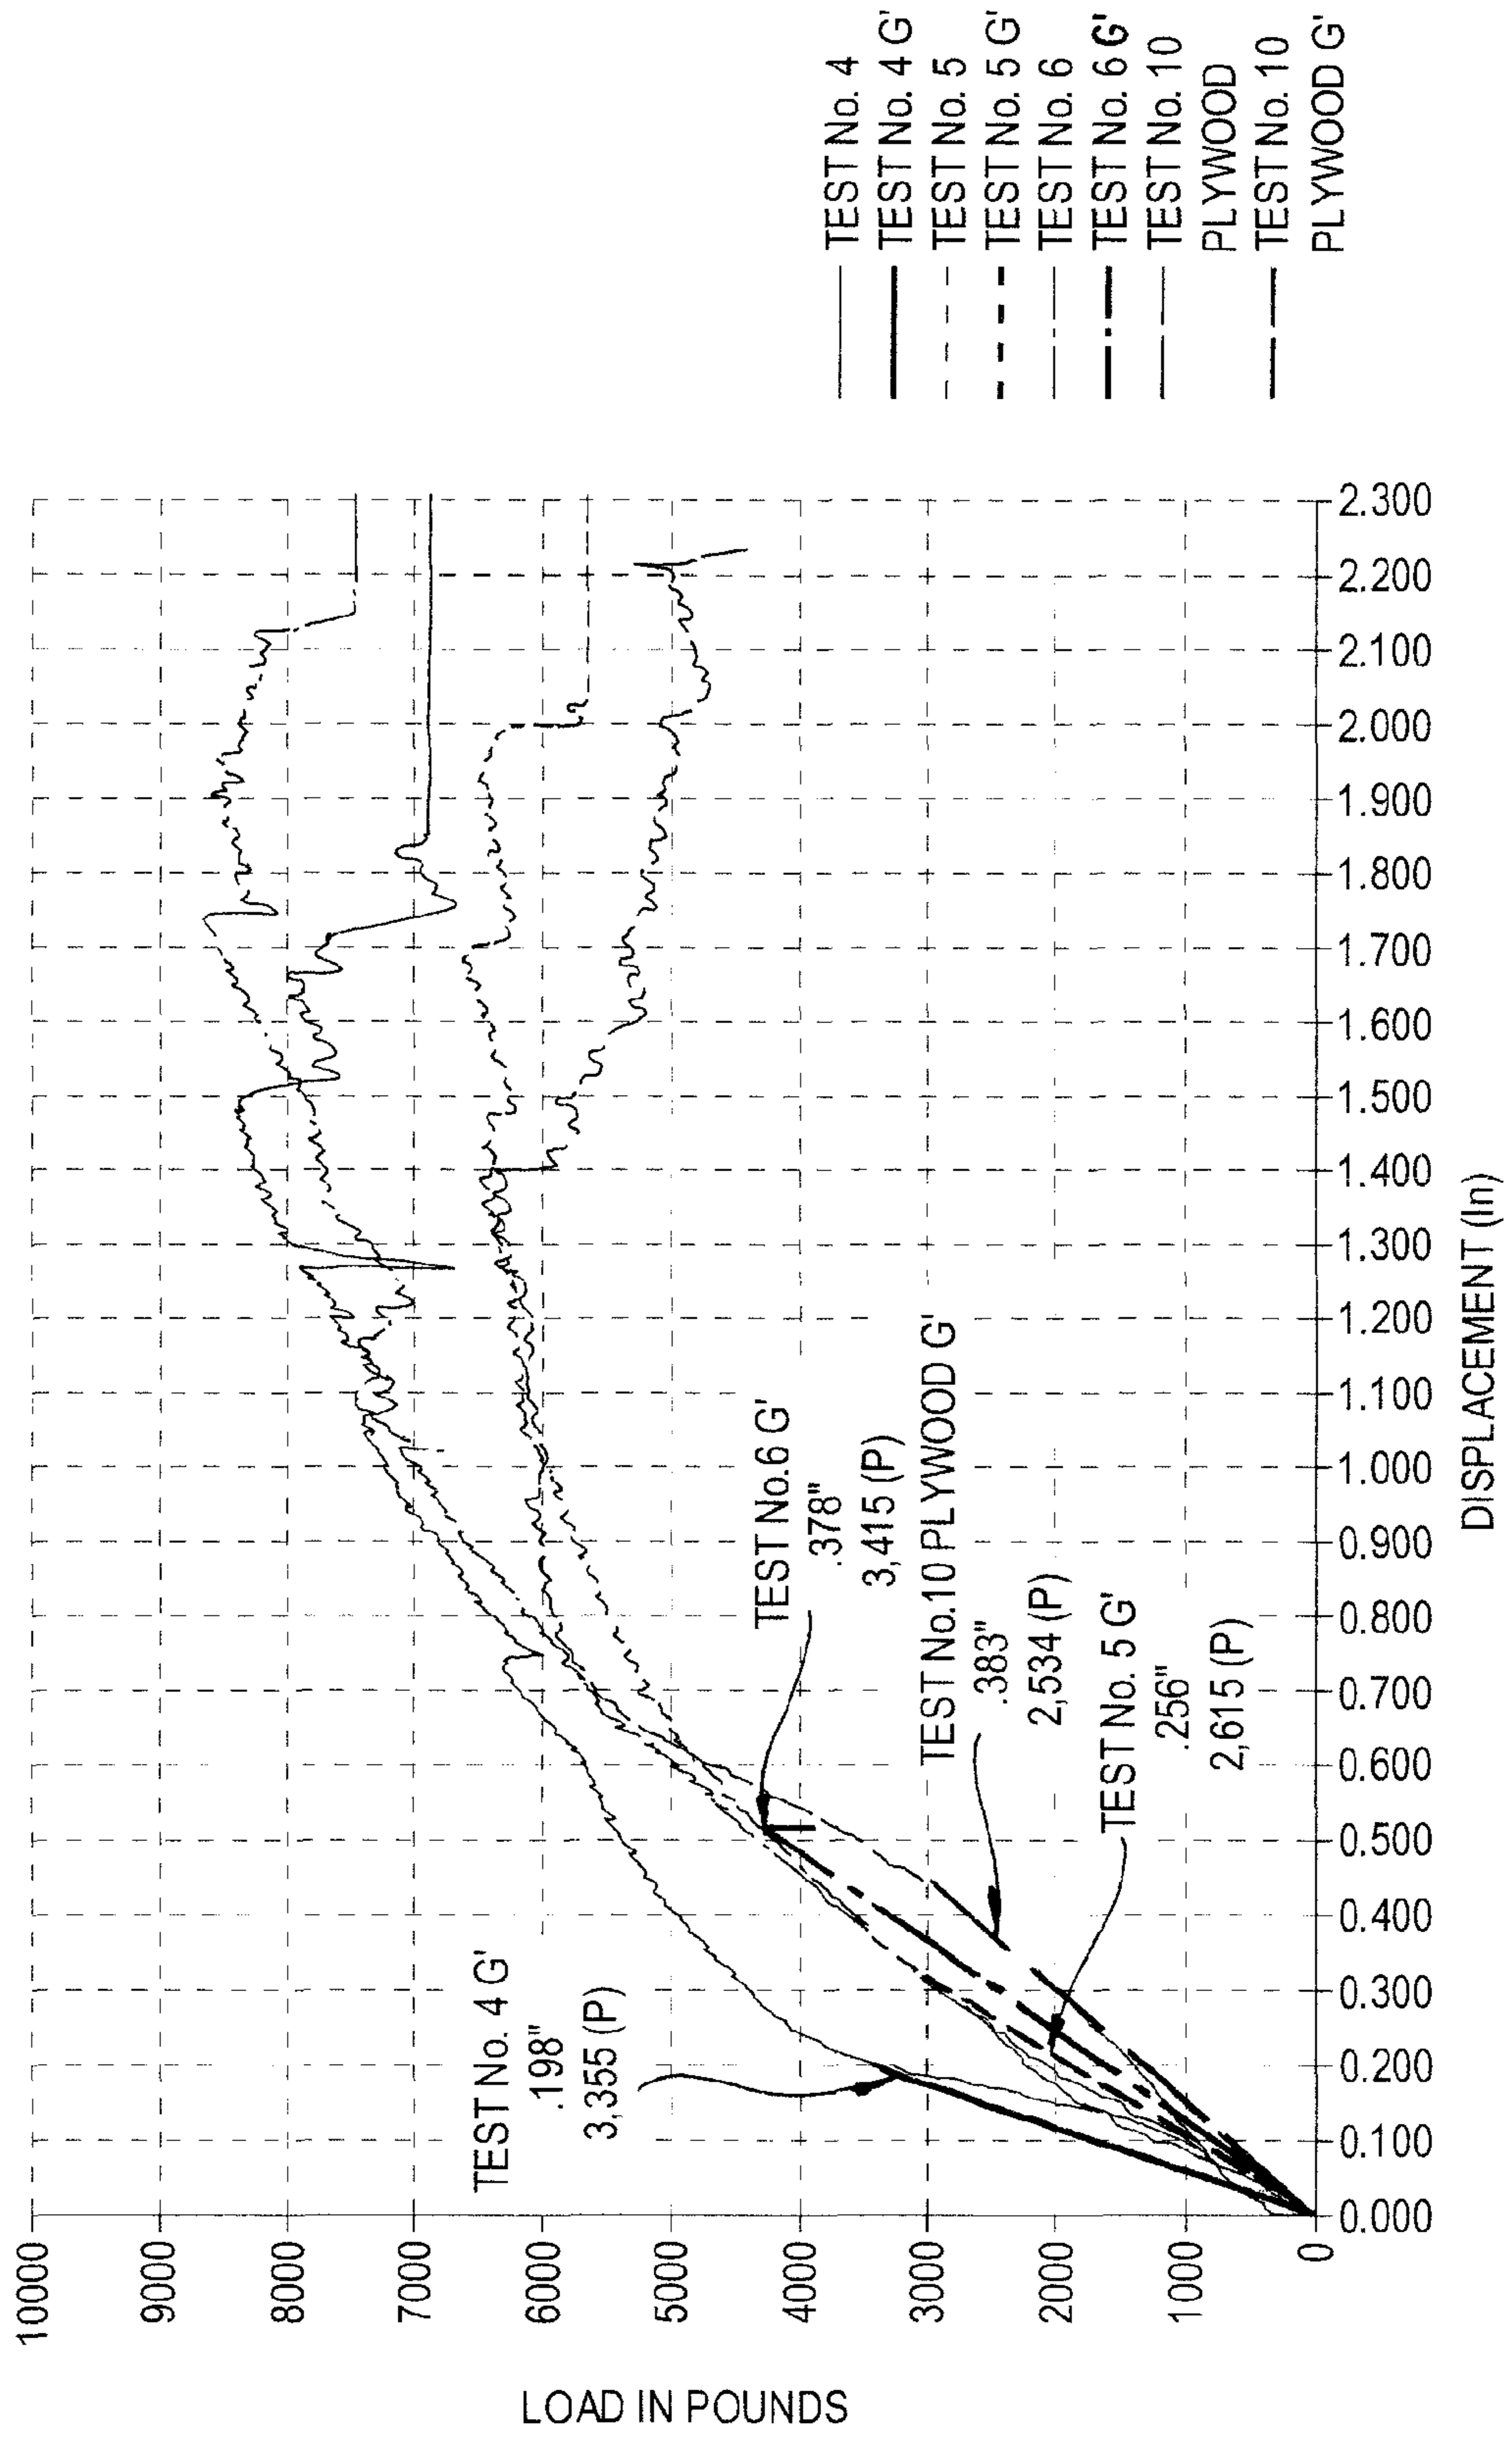 LOAD IN POUNDS
10000
9000
8000
7000
6000
5000
4000
3000
2000
1000
0
0.000
0.100
0.200
0.300
0.400
0.500
0.600
0.700
0.800
0.900
1.000
1.100
1.200
1.300
1.400
1.500
1.600
1.700
1.800
1.900
2.000
2.100
2.200
2.300
DISPLACEMENT (In)
TEST No. 4 G'
.198"
3,355 (P)
TEST No.6 G'
.378"
3,415 (P)
TEST No.10 PLYWOOD G'
.383"
2,534 (P)
TEST No. 5 G'
.256"
2,615 (P)
TEST No. 4
TEST No. 4 G'
TEST No. 5
TEST No. 5 G'
TEST No. 6
TEST No. 6 G'
TEST No. 10
PLYWOOD
TEST No. 10
PLYWOOD G'